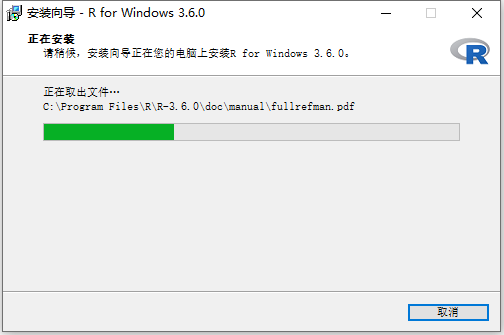 安装向导 - R for Windows 3.6.0
正在安装
请稍候，安装向导正在您的电脑上安装R for Windows 3.6.0。
R
正在取出文件…
C:\Program Files\R\R-3.6.0\doc\manual\fullrefman.pdf
取消